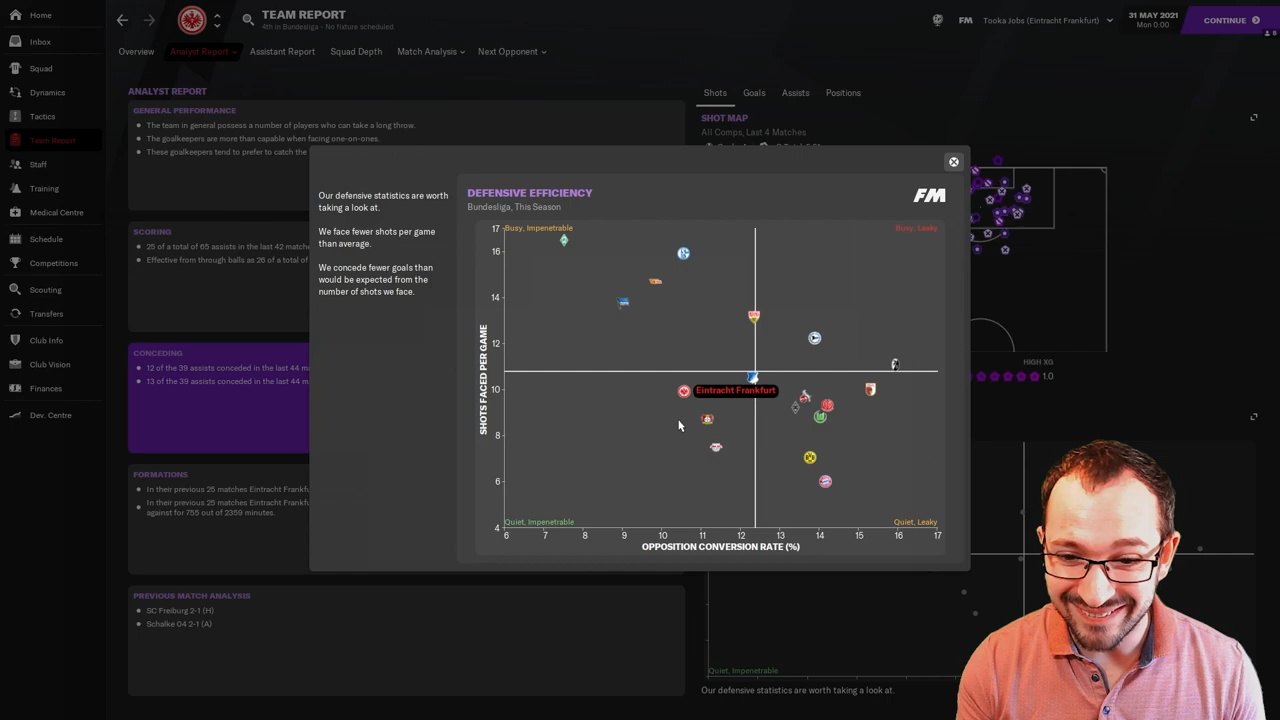 Home
Inbox
Squad
Dynamics
Tactics
Team Report
Staff
Training
Medical Centre
Schedule
Competitions
Scouting
Transfers
Club Info
Club Vision
Finances
Dev. Centre
TEAM REPORT
4th in Bundesliga - No fixture scheduled
FM
Tooka Jobs (Eintracht Frankfurt)
31 MAY 2021
Mon 0:00
CONTINUE
Overview
Analyst Report
Assistant Report
Squad Depth
Match Analysis
Next Opponent
ANALYST REPORT
GENERAL PERFORMANCE
The team in general possess a number of players who can take a long throw.
The goalkeepers are more than capable when facing one-on-ones.
These goalkeepers tend to prefer to catch the
SCORING
25 of a total of 65 assists in the last 42 matche
Effective from through balls as 26 of a total of
CONCEDING
12 of the 39 assists conceded in the last 44 m
13 of the 39 assists conceded in the last 44 m
FORMATIONS
In their previous 25 matches Eintracht Frankfu
In their previous 25 matches Eintracht Frankfu
against for 755 out of 2359 minutes.
PREVIOUS MATCH ANALYSIS
SC Freiburg 2-1 (H)
Schalke 04 2-1 (A)
Shots
Goals
Assists
Positions
SHOT MAP
All Comps, Last 4 Matches
HIGH XG
1.0
Our defensive statistics are worth
taking a look at.
We face fewer shots per game
than average.
We concede fewer goals than
would be expected from the
number of shots we face.
DEFENSIVE EFFICIENCY
Bundesliga, This Season
FM
Busy, Impenetrable
Busy, Leaky
17
16
14
12
10
8
6
4
SHOTS FACED PER GAME
Eintracht Frankfurt
Quiet, Impenetrable
Quiet, Leaky
6 7 8 9 10 11 12 13 14 15 16 17
OPPOSITION CONVERSION RATE (%)
Quiet, Impenetrable
Our defensive statistics are worth taking a look at.